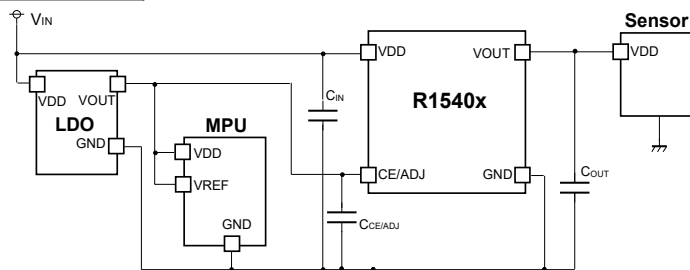 VIN
Sensor
VDD
VOUT
VDD
R1540x
CIN
VDD
VOUT
LDO
GND
MPU
VDD
VREF
GND
CE/ADJ
GND
CCE/ADJ
COUT